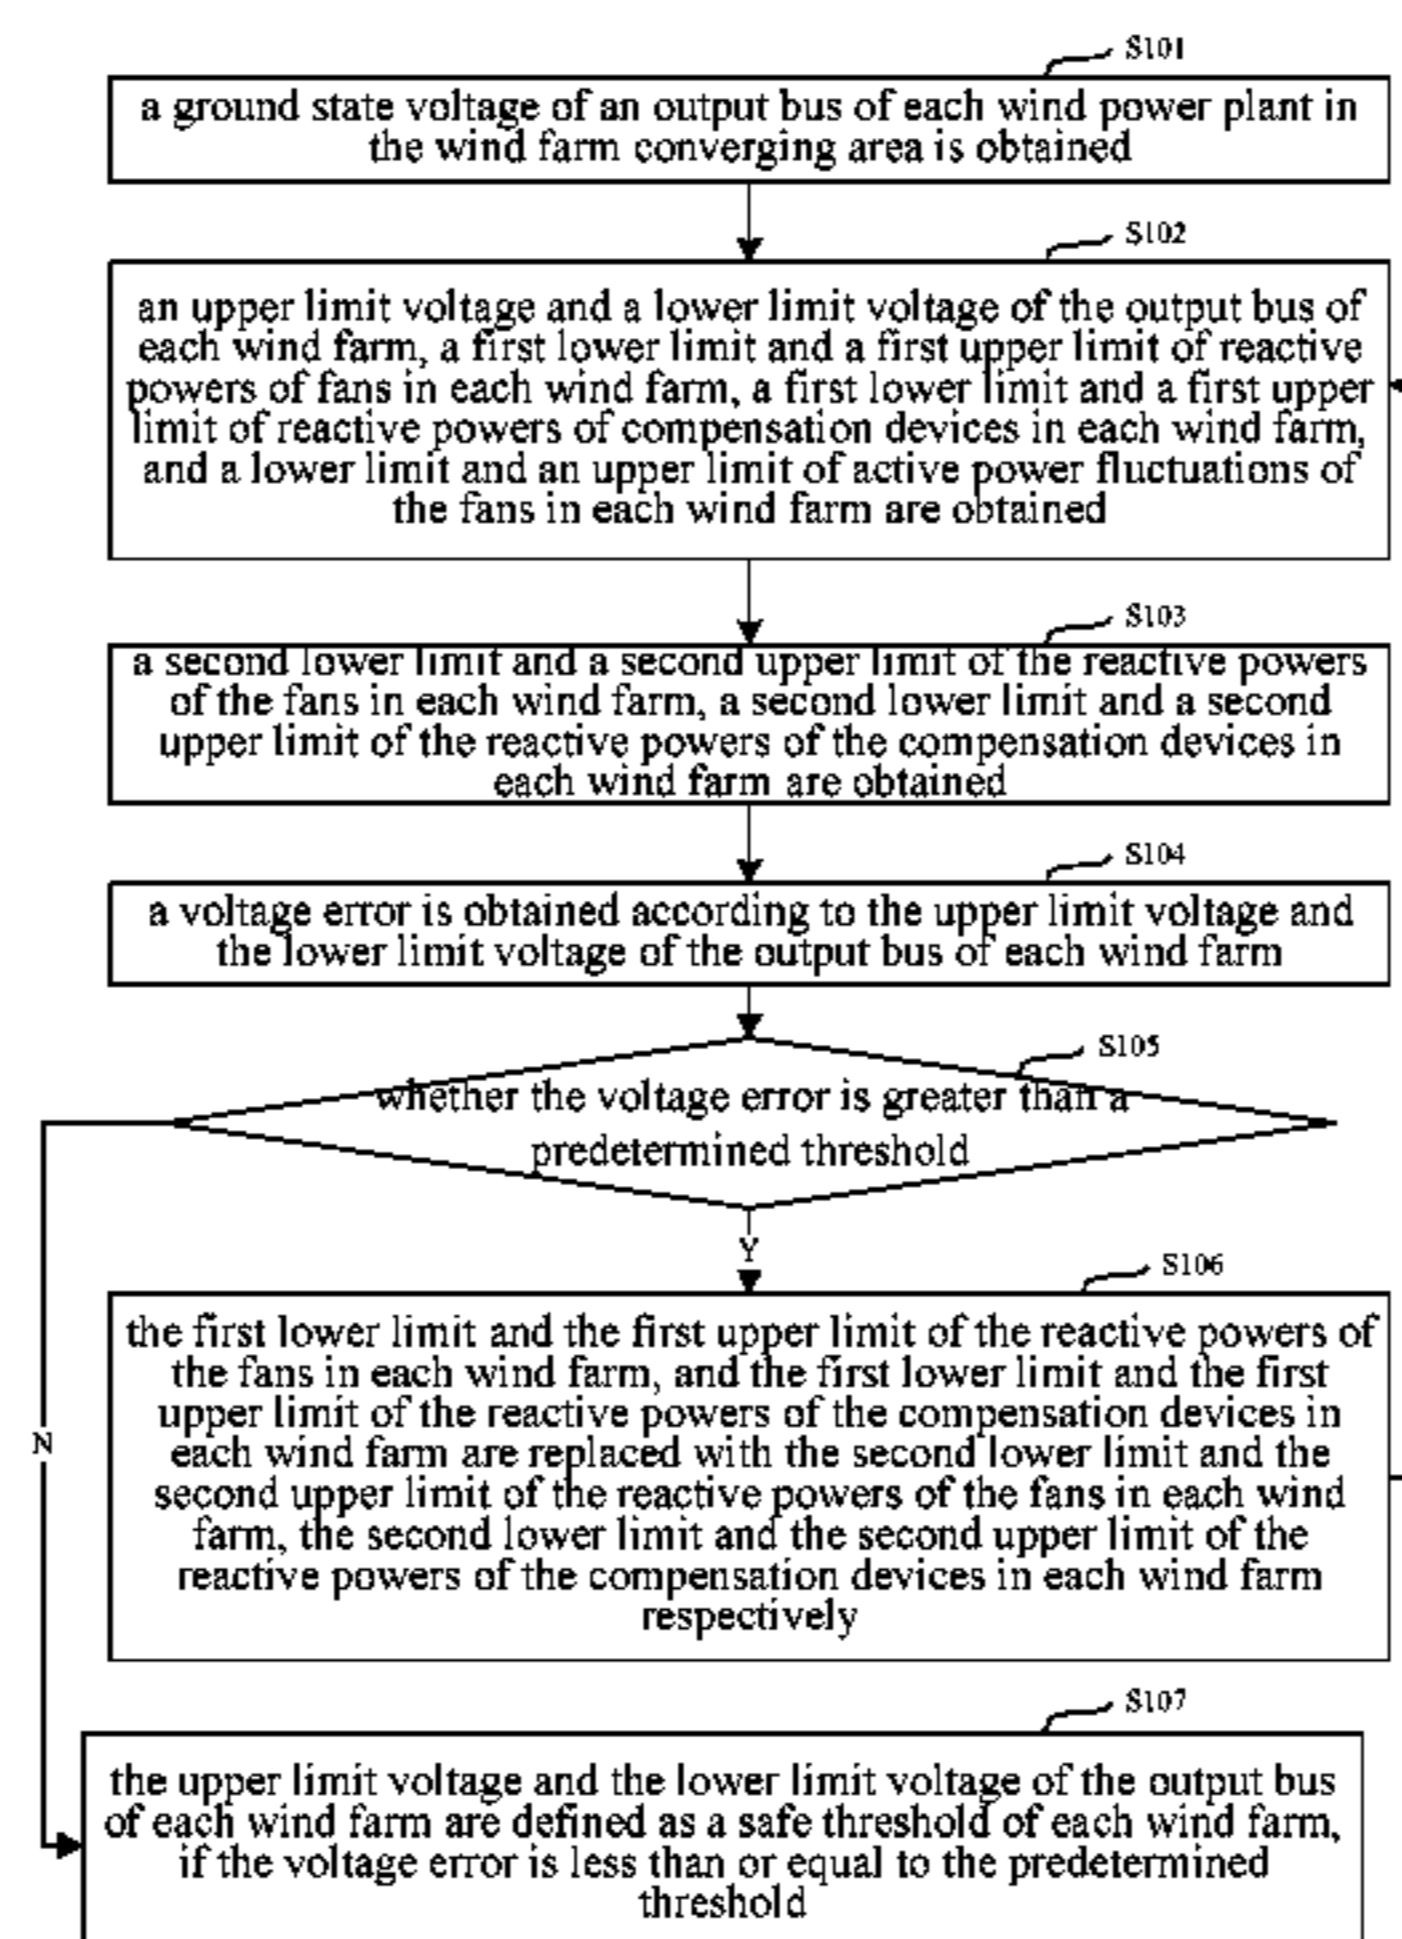 S101
a ground state voltage of an output bus of each wind power plant in
the wind farm converging area is obtained
S102
an upper limit voltage and a lower limit voltage of the output bus of
each wind farm, a first lower limit and a first upper limit of reactive
powers of fans in each wind farm, a first lower limit and a first upper
limit of reactive powers of compensation devices in each wind farm,
and a lower limit and an upper limit of active power fluctuations of
the fans in each wind farm are obtained
S103
a second lower limit and a second upper limit of the reactive powers
of the fans in each wind farm, a second lower limit and a second
upper limit of the reactive powers of the compensation devices in
each wind farm are obtained
S104
a voltage error is obtained according to the upper limit voltage and
the lower limit voltage of the output bus of each wind farm
S105
whether the voltage error is greater than a
predetermined threshold
Y
S106
the first lower limit and the first upper limit of the reactive powers of
the fans in each wind farm, and the first lower limit and the first
upper limit of the reactive powers of the compensation devices in
each wind farm are replaced with the second lower limit and the
second upper limit of the reactive powers of the fans in each wind
farm, the second lower limit and the second upper limit of the
reactive powers of the compensation devices in each wind farm
respectively
N
S107
the upper limit voltage and the lower limit voltage of the output bus
of each wind farm are defined as a safe threshold of each wind farm,
if the voltage error is less than or equal to the predetermined
threshold